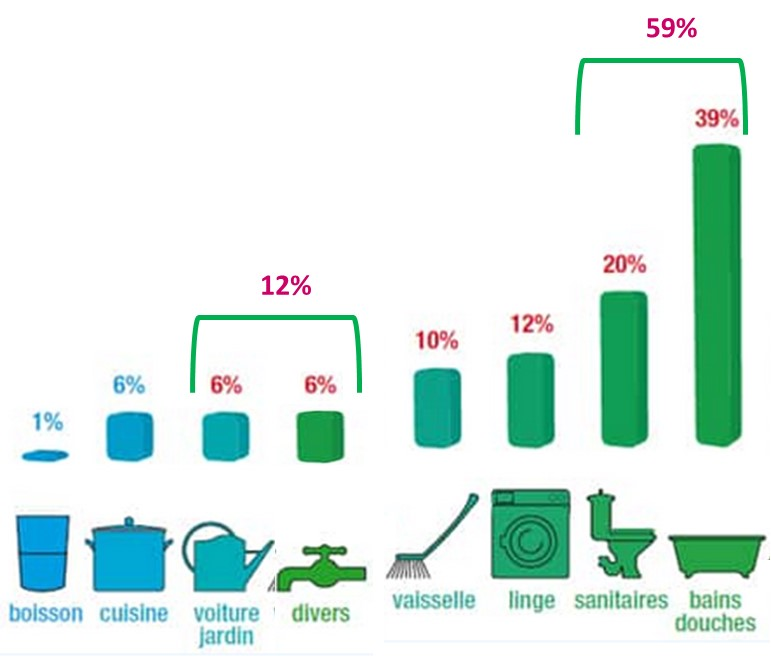 59%
39%
20%
12%
12%
10%
6%
6%
6%
1%
boisson
cuisine
voiture
jardin
divers
vaisselle
linge
sanitaires
bains
douches